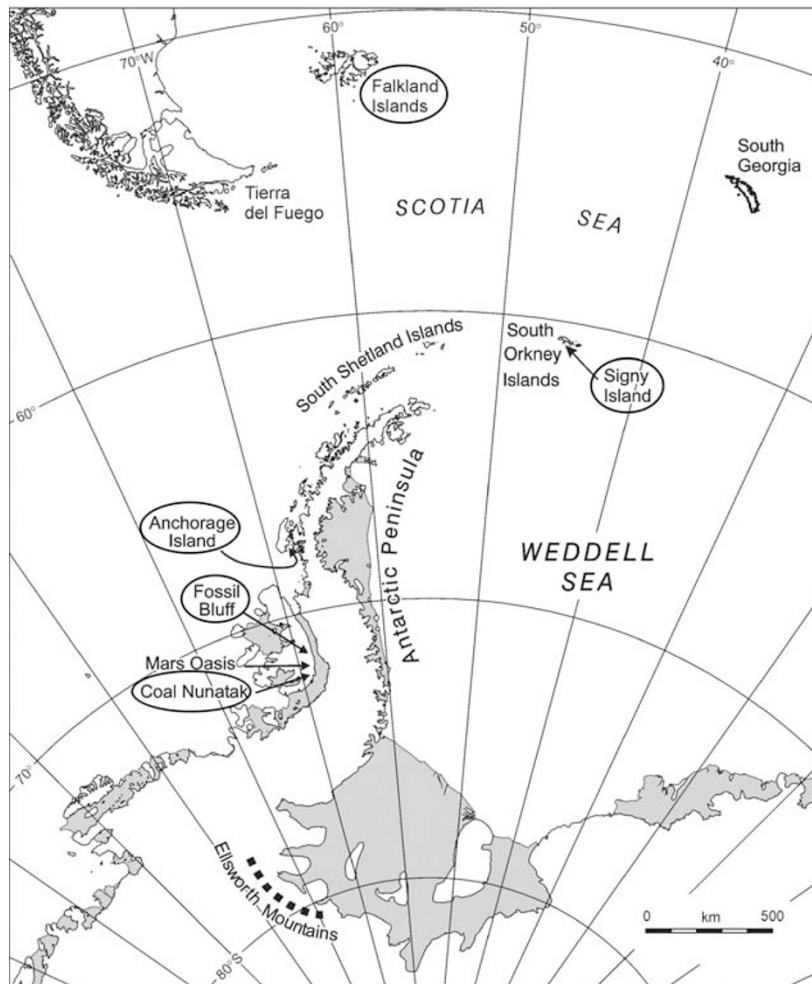 60°
50°
70°W
40°
Falkland
Islands
South
Georgia
Tierra
del Fuego
SCOTIA
SEA
South Shetland Islands
South
Orkney
Islands
Signy
Island
60°
Antarctic Peninsula
Anchorage
Island
WEDDELL
SEA
Fossil
Bluff
Mars Oasis
Coal Nunatak
70°
Ellsworth Mountains
80°S
0 km 500